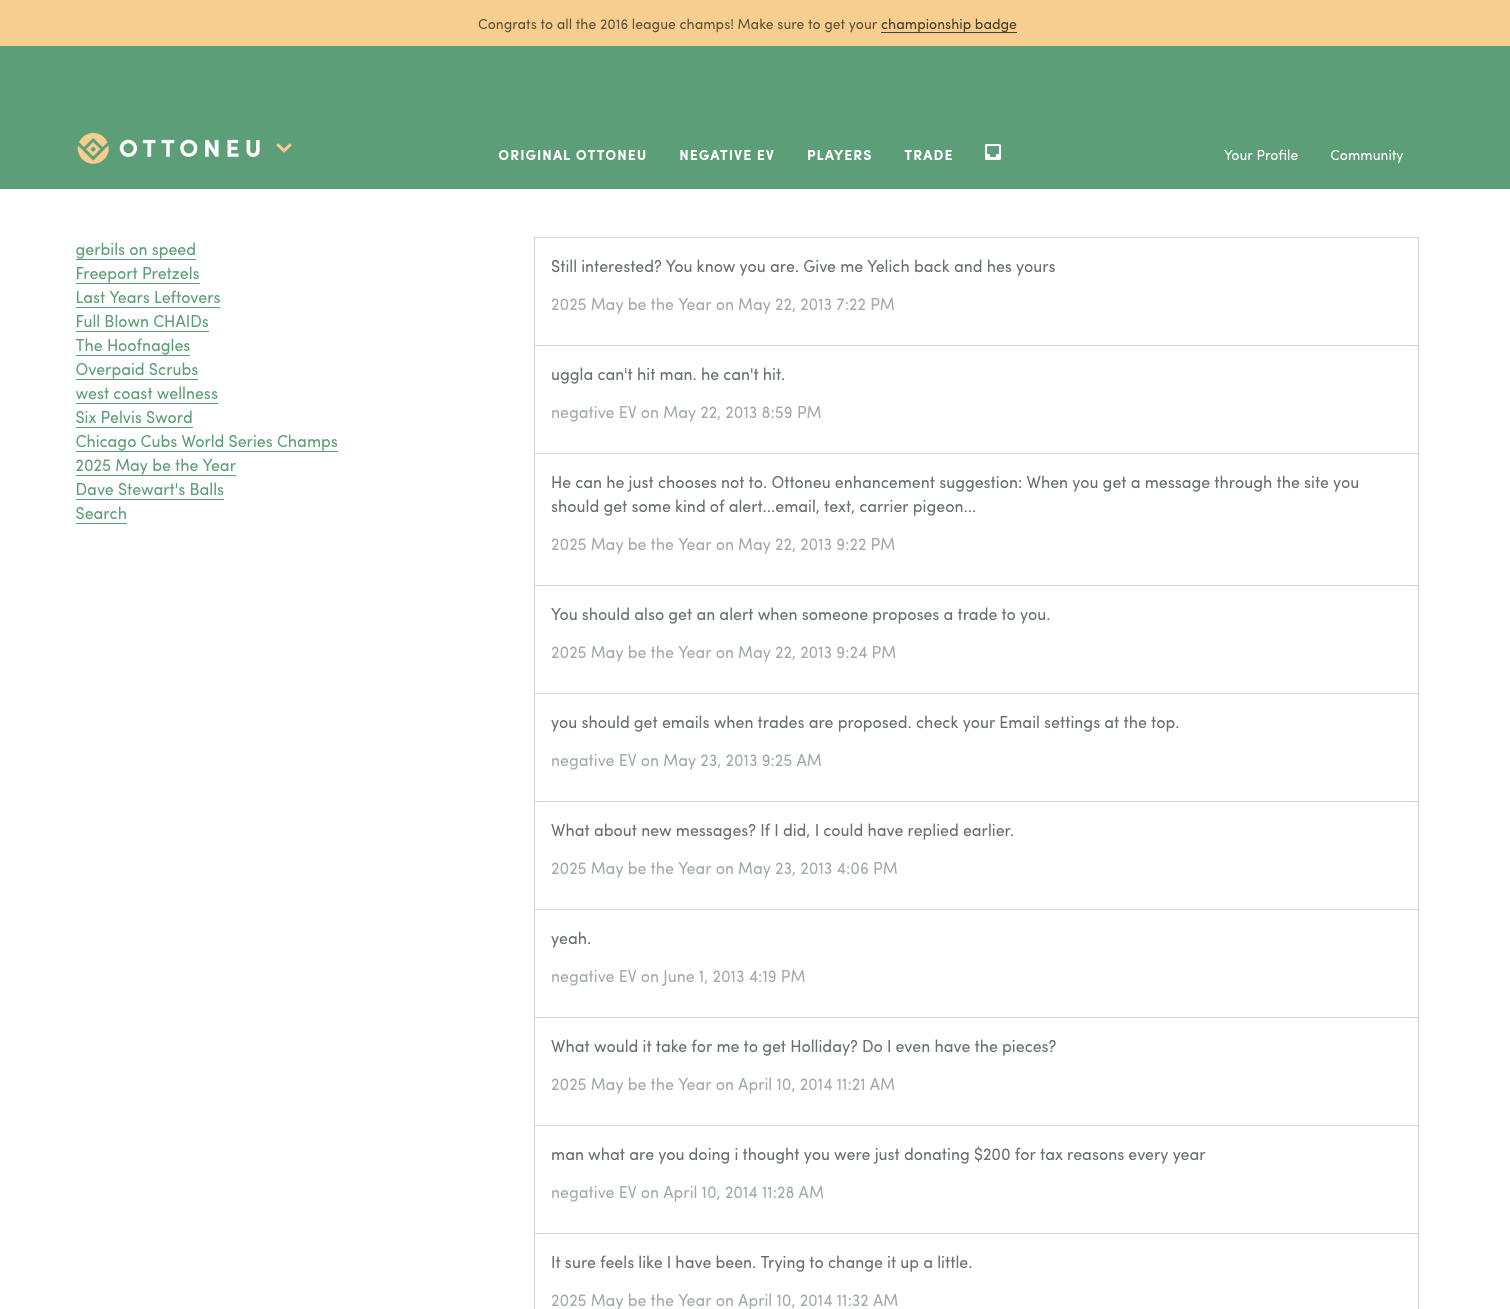 Congrats to all the 2016 league champs! Make sure to get your championship badge
OTTONEU
ORIGINAL OTTONEU
NEGATIVE EV
PLAYERS
TRADE
Your Profile
Community
gerbils on speed
Freeport Pretzels
Last Years Leftovers
Full Blown CHAIDs
The Hoofnagles
Overpaid Scrubs
west coast wellness
Six Pelvis Sword
Chicago Cubs World Series Champs
2025 May be the Year
Dave Stewart's Balls
Search
Still interested? You know you are. Give me Yelich back and hes yours
2025 May be the Year on May 22, 2013 7:22 PM
uggla can't hit man. he can't hit.
negative EV on May 22, 2013 8:59 PM
He can he just chooses not to. Ottoneu enhancement suggestion: When you get a message through the site you
should get some kind of alert...email, text, carrier pigeon...
2025 May be the Year on May 22, 2013 9:22 PM
You should also get an alert when someone proposes a trade to you.
2025 May be the Year on May 22, 2013 9:24 PM
you should get emails when trades are proposed. check your Email settings at the top.
negative EV on May 23, 2013 9:25 AM
What about new messages? If I did, I could have replied earlier.
2025 May be the Year on May 23, 2013 4:06 PM
yeah.
negative EV on June 1, 2013 4:19 PM
What would it take for me to get Holliday? Do I even have the pieces?
2025 May be the Year on April 10, 2014 11:21 AM
man what are you doing i thought you were just donating $200 for tax reasons every year
negative EV on April 10, 2014 11:28 AM
It sure feels like I have been. Trying to change it up a little.
2025 May be the Year on April 10, 2014 11:32 AM